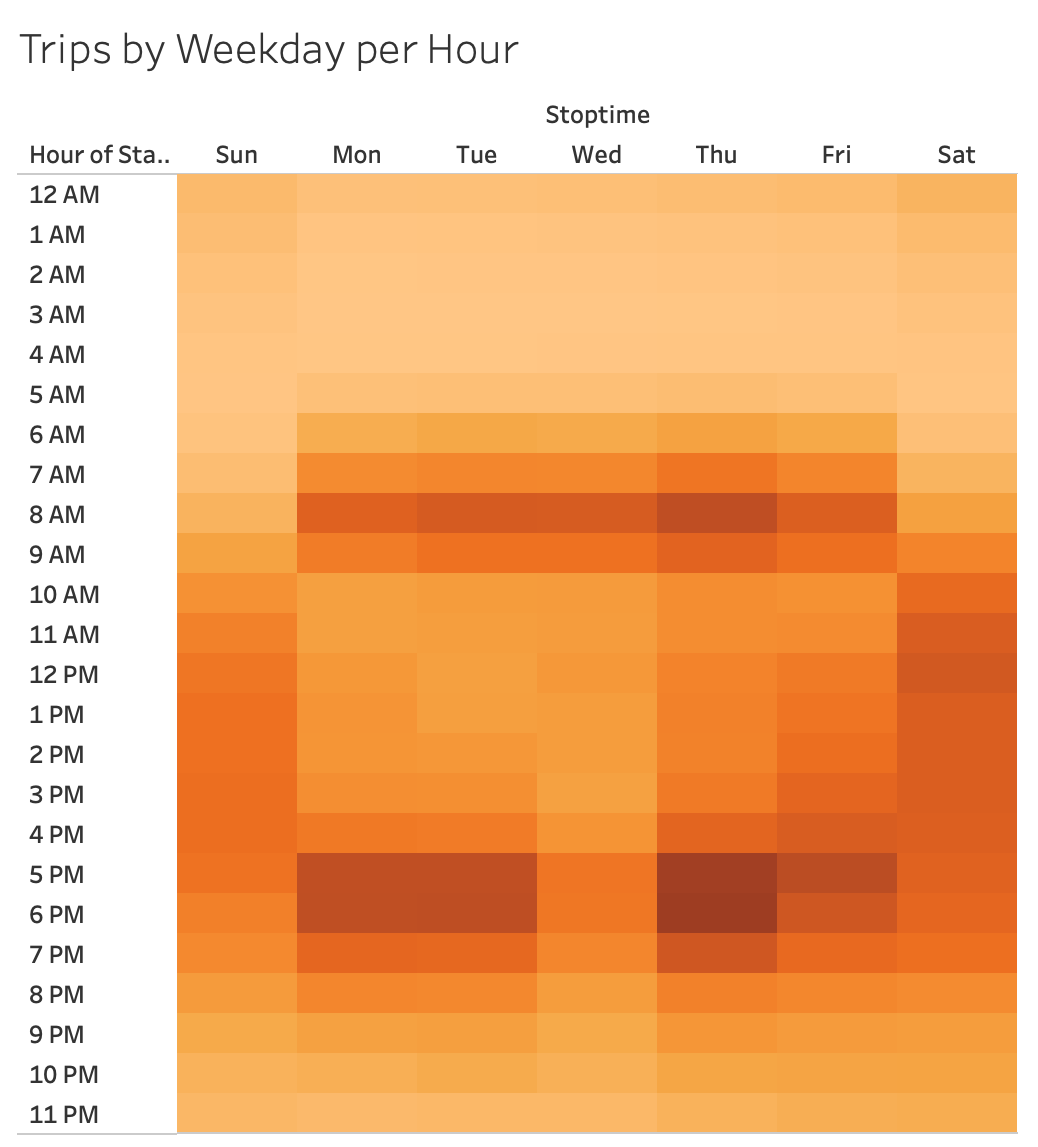 Trips by Weekday per Hour
Stoptime
Hour of Sta.. Sun Mon Tue Wed Thu Fri Sat
12 AM
1 AM
2 AM
3 AM
4 AM
5 AM
6 AM
7 AM
8 AM
9 AM
10 AM
11 AM
12 PM
1 PM
2 PM
3 PM
4 PM
5 PM
6 PM
7 PM
8 PM
9 PM
10 PM
11 PM